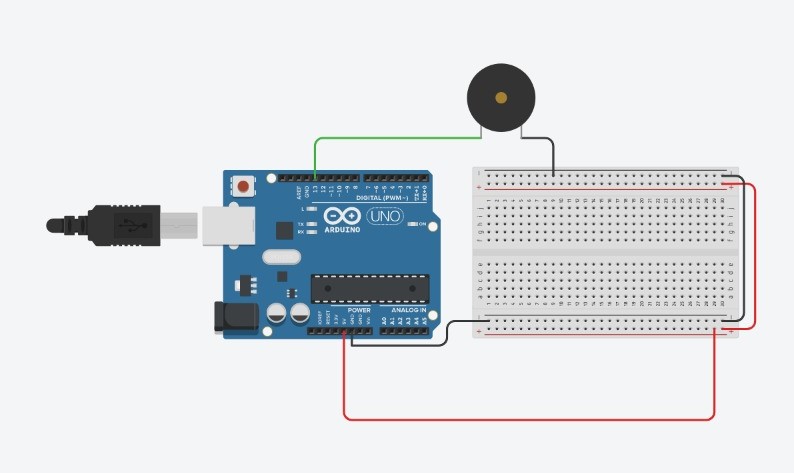 AREF
GND
13
12
~11
~10
~9
8
7
~6
~5
4
~3
2
TX→1
RX←0
DIGITAL (PWM~)
L
TX
RX
ARDUINO
UNO
ON
POWER
ANALOG IN
IOREF
RESET
3.3V
5V
GND
GND
Vin
A0
A1
A2
A3
A4
A5
a b c d e
f g h i j